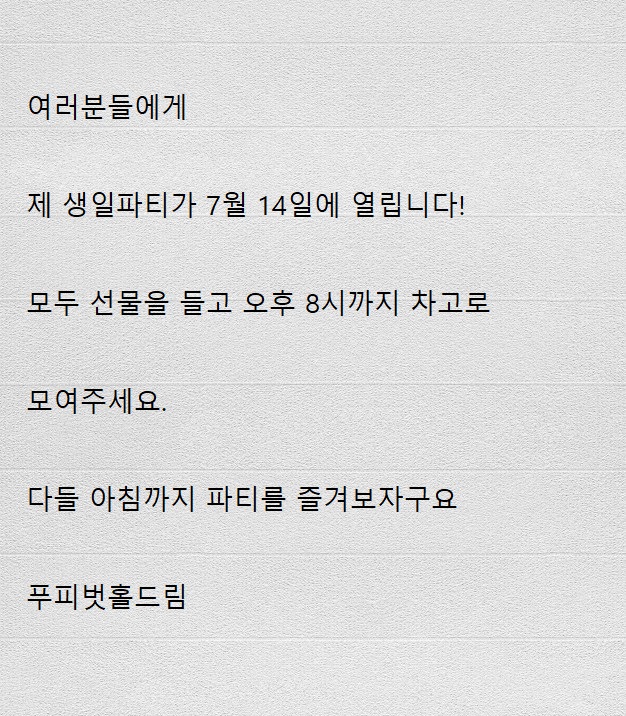 여러분들에게
제 생일파티가 7월 14일에 열립니다!
모두 선물을 들고 오후 8시까지 차고로
모여주세요.
다들 아침까지 파티를 즐겨보자구요
푸피벗홀드림